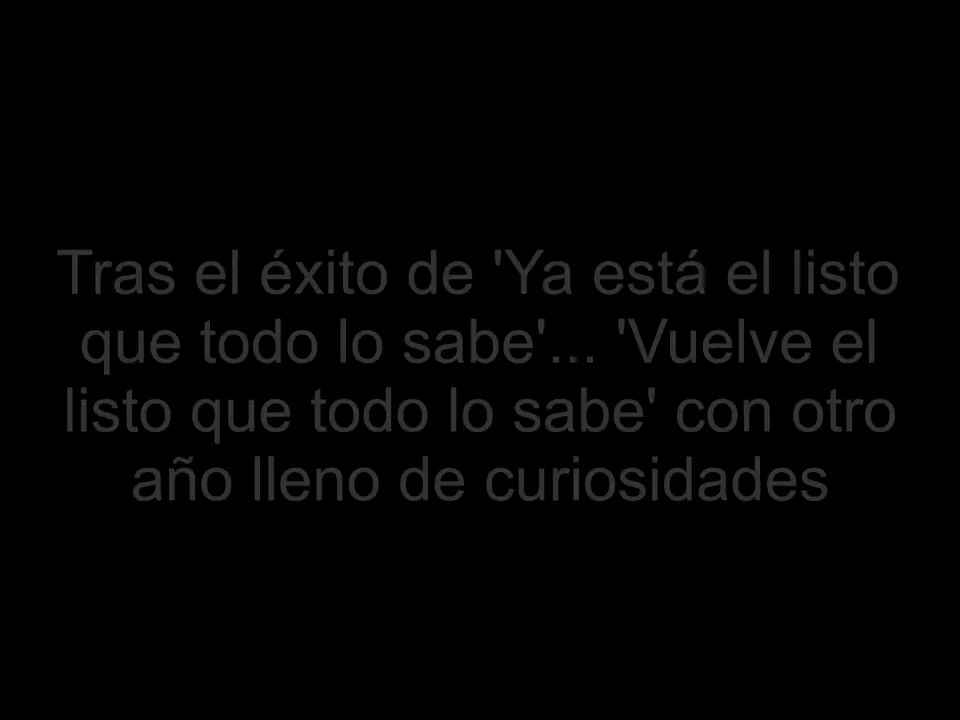 Tras el éxito de 'Ya está el listo
que todo lo sabe'... 'Vuelve el
listo que todo lo sabe' con otro
año lleno de curiosidades